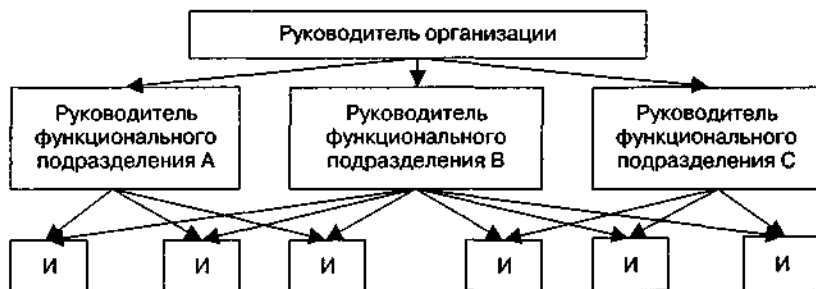 Руководитель организации
Руководитель
функционального
подразделения А
Руководитель
функционального
подразделения В
Руководитель
функционального
подразделения С
И
И
И
И
И
И